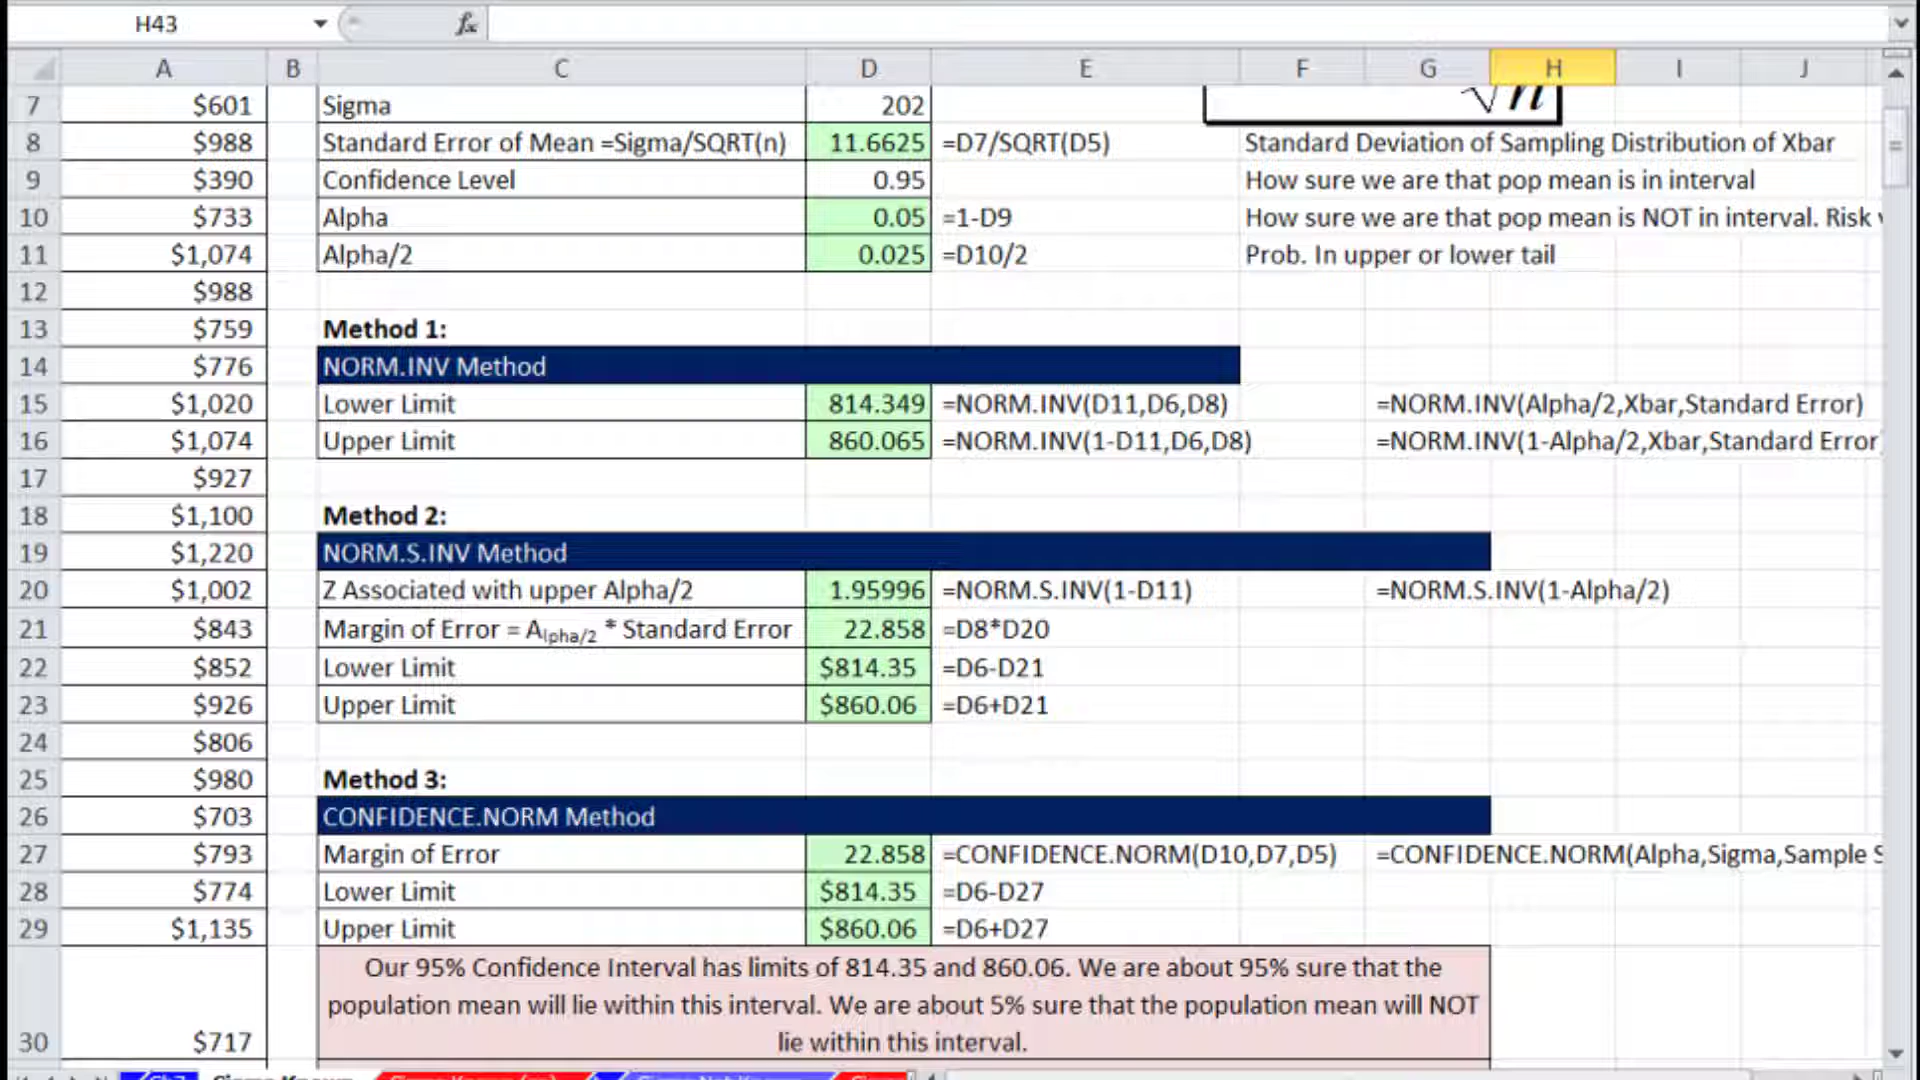 H43 fx
A B C D E F G H I J
7 $601 Sigma 202 √n
8 $988 Standard Error of Mean =Sigma/SQRT(n) 11.6625 =D7/SQRT(D5) Standard Deviation of Sampling Distribution of Xbar
9 $390 Confidence Level 0.95 How sure we are that pop mean is in interval
10 $733 Alpha 0.05 =1-D9 How sure we are that pop mean is NOT in interval. Risk
11 $1,074 Alpha/2 0.025 =D10/2 Prob. In upper or lower tail
12 $988
13 $759 Method 1:
14 $776 NORM.INV Method
15 $1,020 Lower Limit 814.349 =NORM.INV(D11,D6,D8) =NORM.INV(Alpha/2,Xbar,Standard Error)
16 $1,074 Upper Limit 860.065 =NORM.INV(1-D11,D6,D8) =NORM.INV(1-Alpha/2,Xbar,Standard Error)
17 $927
18 $1,100 Method 2:
19 $1,220 NORM.S.INV Method
20 $1,002 Z Associated with upper Alpha/2 1.95996 =NORM.S.INV(1-D11) =NORM.S.INV(1-Alpha/2)
21 $843 Margin of Error = Alpha/2 * Standard Error 22.858 =D8*D20
22 $852 Lower Limit $814.35 =D6-D21
23 $926 Upper Limit $860.06 =D6+D21
24 $806
25 $980 Method 3:
26 $703 CONFIDENCE.NORM Method
27 $793 Margin of Error 22.858 =CONFIDENCE.NORM(D10,D7,D5) =CONFIDENCE.NORM(Alpha,Sigma,Sample S
28 $774 Lower Limit $814.35 =D6-D27
29 $1,135 Upper Limit $860.06 =D6+D27
Our 95% Confidence Interval has limits of 814.35 and 860.06. We are about 95% sure that the
population mean will lie within this interval. We are about 5% sure that the population mean will NOT
30 $717 lie within this interval.